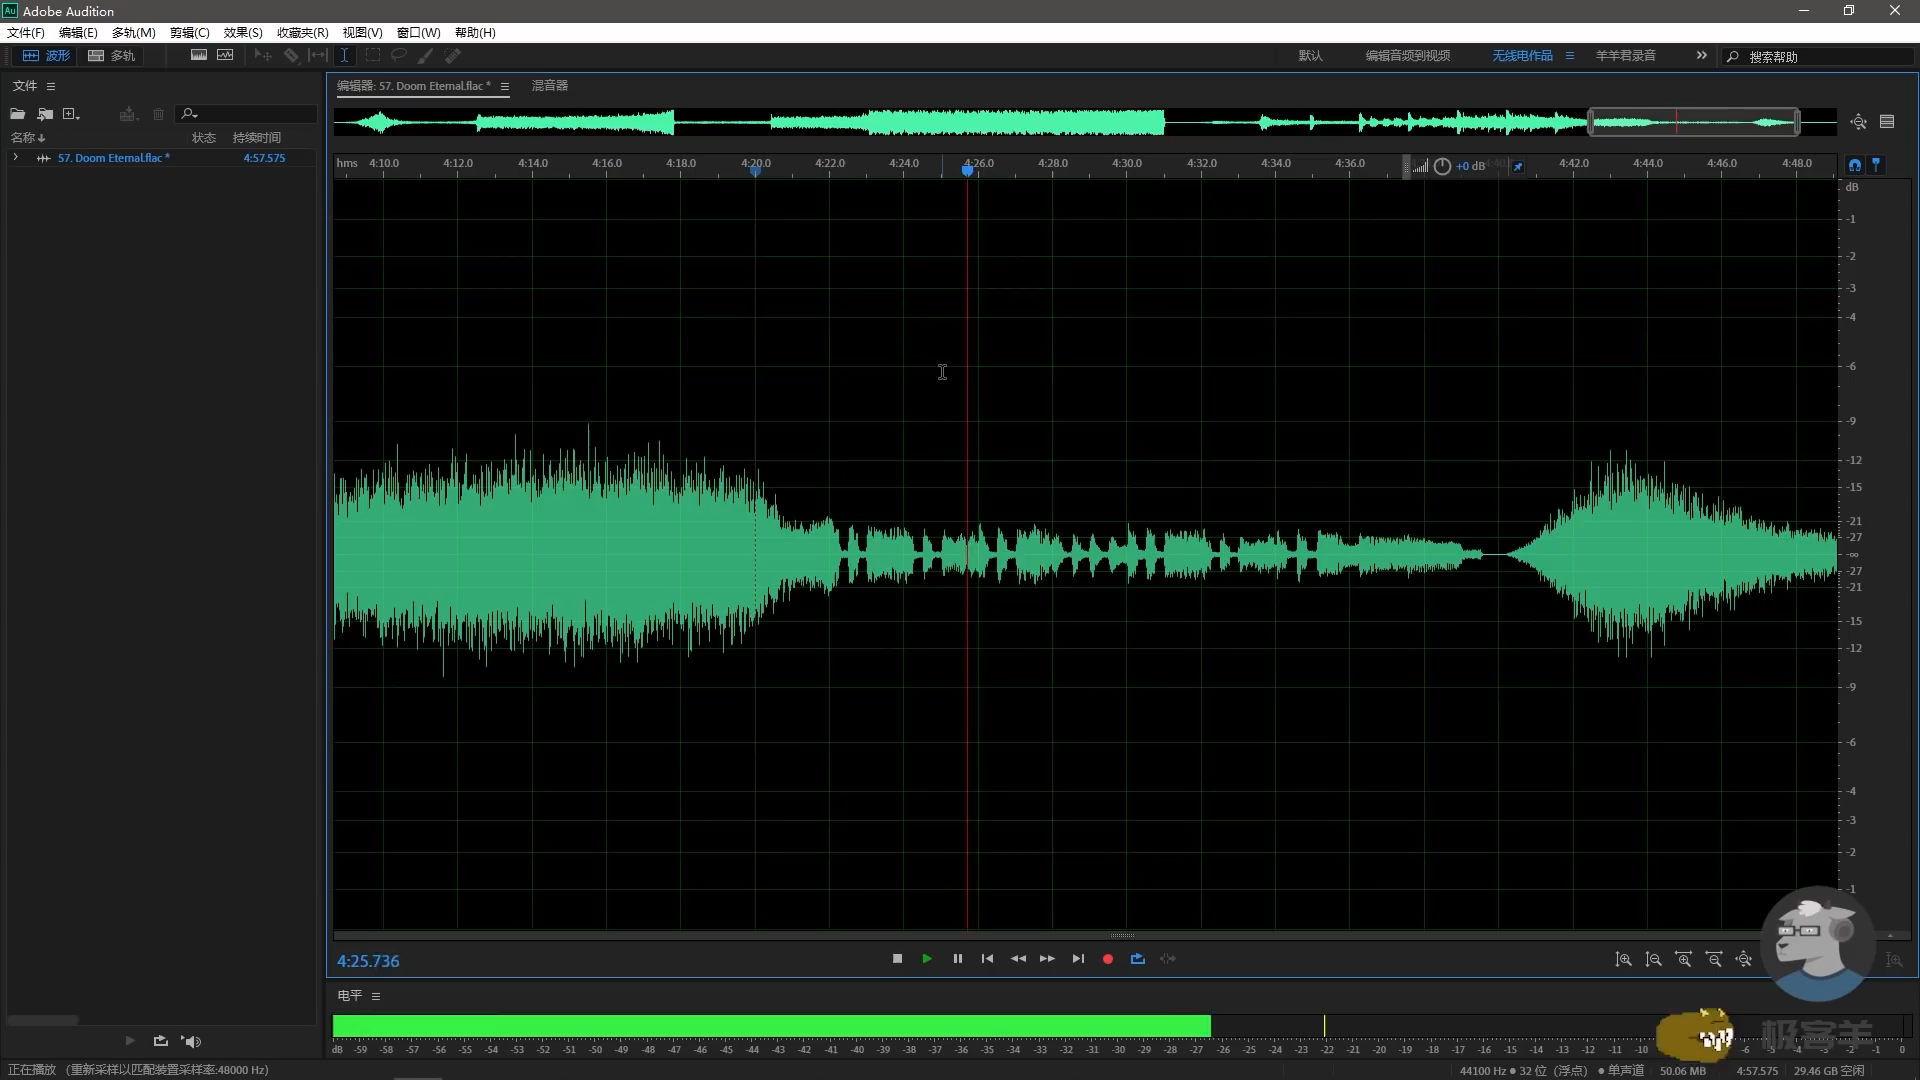 Au Adobe Audition
文件(F) 编辑(E) 多轨(M) 剪辑(C) 效果(S) 收藏夹(R) 视图(V) 窗口(W) 帮助(H)
波形 多轨 默认 编辑音频到视频 无线电作品 羊羊君录音 搜索帮助
文件
编辑器: 57. Doom Eternal.flac * 混音器
名称 状态 持续时间
57. Doom Eternal.flac * 4:57.575
hms 4:10.0 4:12.0 4:14.0 4:16.0 4:18.0 4:20.0 4:22.0 4:24.0 4:26.0 4:28.0 4:30.0 4:32.0 4:34.0 4:36.0 +0 dB 4:42.0 4:44.0 4:46.0 4:48.0
dB
-1
-2
-3
-4
-6
-9
-12
-15
-21
-27
-∞
-27
-21
-15
-12
-9
-6
-4
-3
-2
-1
4:25.736
电平
dB -59 -58 -57 -56 -55 -54 -53 -52 -51 -50 -49 -48 -47 -46 -45 -44 -43 -42 -41 -40 -39 -38 -37 -36 -35 -34 -33 -32 -31 -30 -29 -28 -27 -26 -25 -24 -23 -22 -21 -20 -19 -18 -17 -16 -15 -14 -13 -12 -11 -10 -6 -5 -4 -3 -2 -1 0
极客羊
正在播放 (重新采样以匹配装置采样率:48000 Hz) 44100 Hz ● 32 位 (浮点) ● 单声道 50.06 MB 4:57.575 29.46 GB 空闲